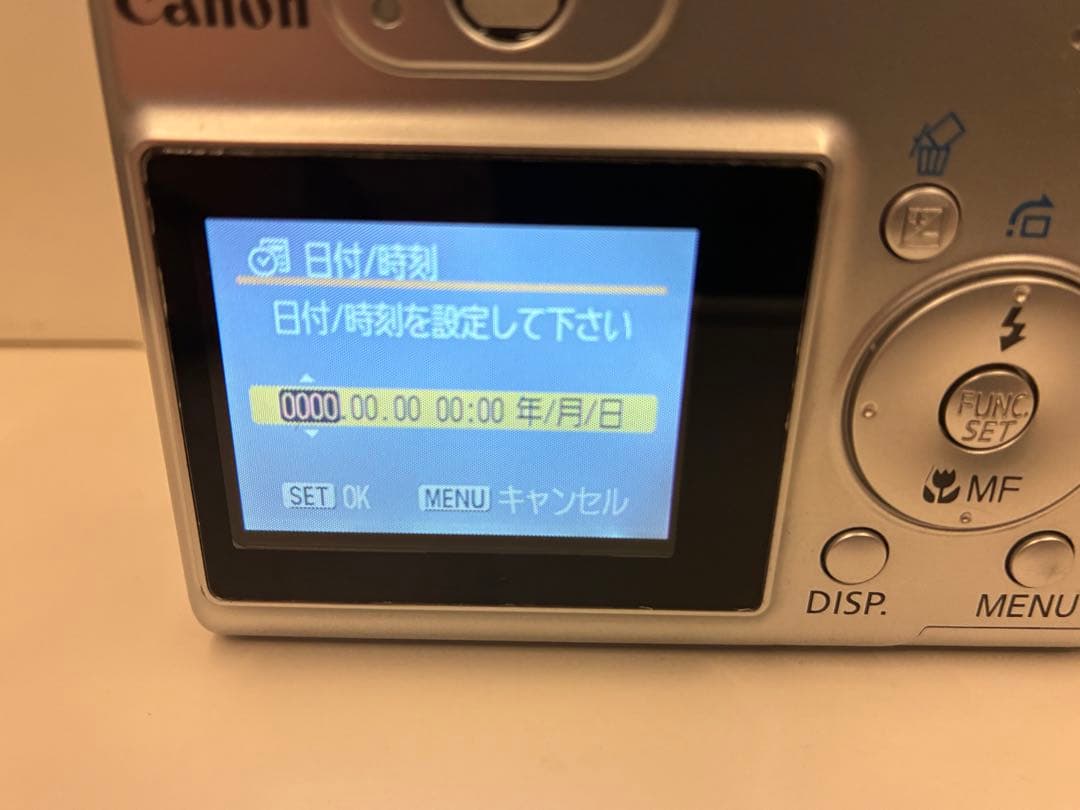 Canon
日付/時刻
日付/時刻を設定して下さい
0000.00.00 00:00 年/月/日
SET OK MENU キャンセル
FUNC.
SET
MF
DISP.
MENU